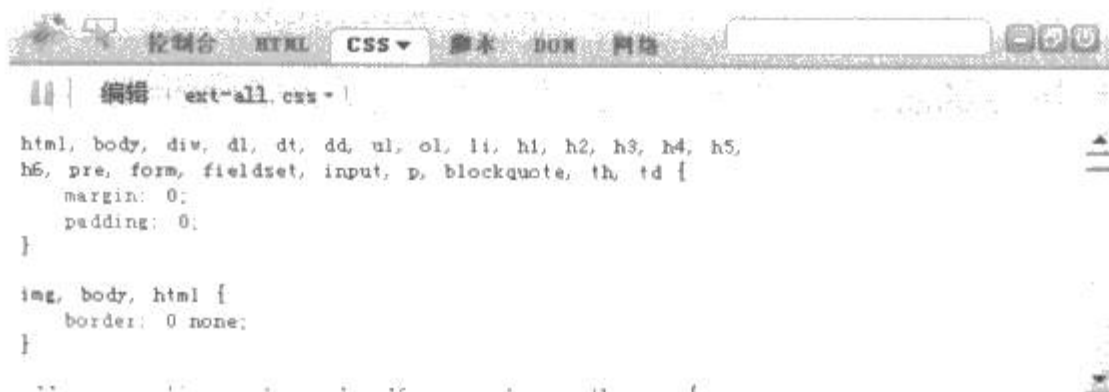 控制台 HTML CSS 脚本 DOM 网络
编辑 ext-all.css
html, body, div, dl, dt, dd, ul, ol, li, h1, h2, h3, h4, h5,
h6, pre, form, fieldset, input, p, blockquote, th, td {
margin: 0;
padding: 0;
}
img, body, html {
border: 0 none;
}